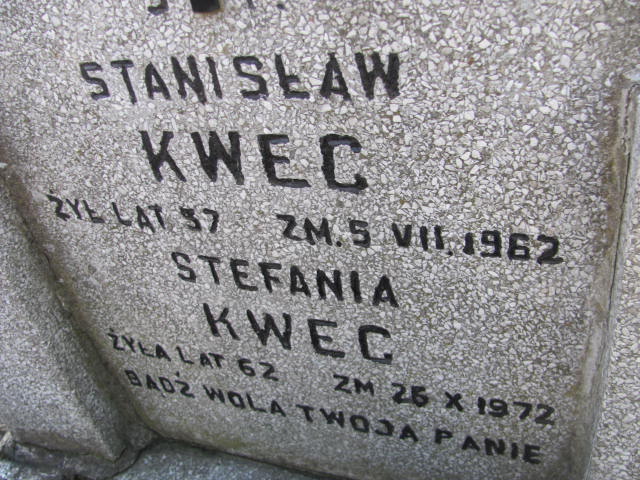 STANISŁAW
KWEC
ŻYŁ LAT 57 ZM. 5 VII. 1962
STEFANIA
KWEC
ŻYŁA LAT 62 ZM 26 X 1972
BĄDŹ WOLA TWOJA PANIE